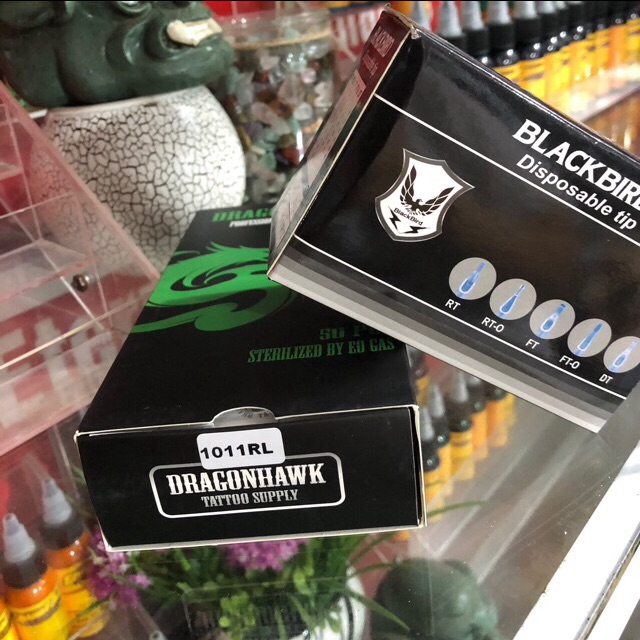 BLACKBIRD
Disposable tip
BlackBird
RT
RT-O
FT
FT-O
DT
STERILIZED BY EO GAS
1011RL
DRAGONHAWK
TATTOO SUPPLY